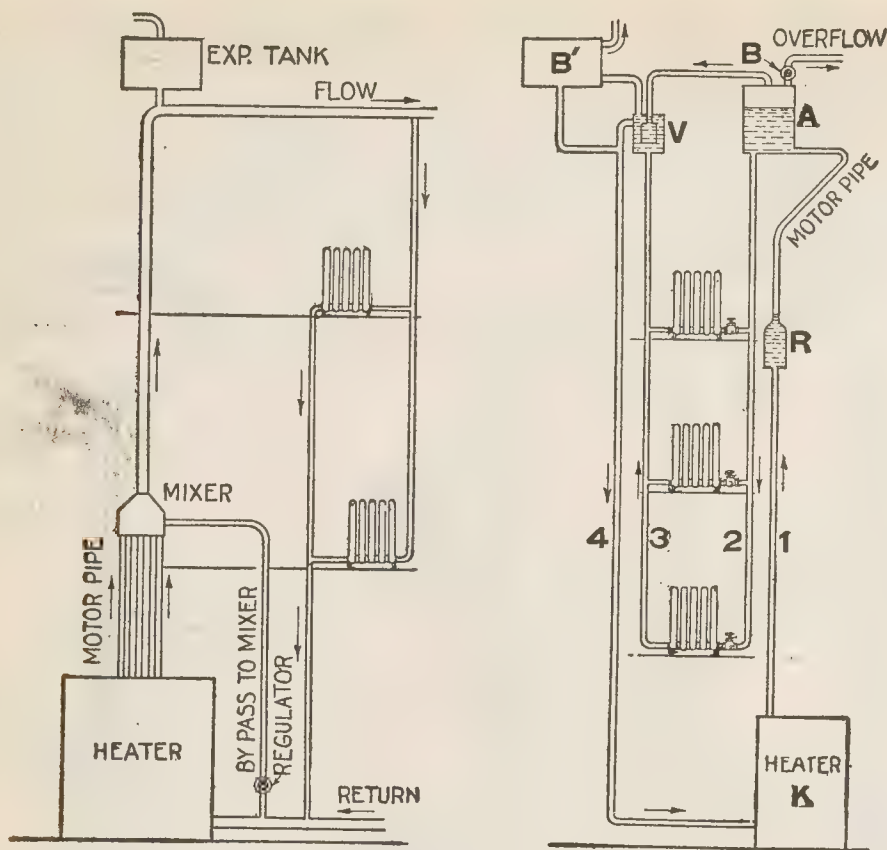 EXP. TANK
FLOW
MIXER
MOTOR PIPE
BY PASS TO MIXER
REGULATOR
HEATER
RETURN
B'
B
OVERFLOW
V
A
MOTOR PIPE
R
4
3
2
1
HEATER
K